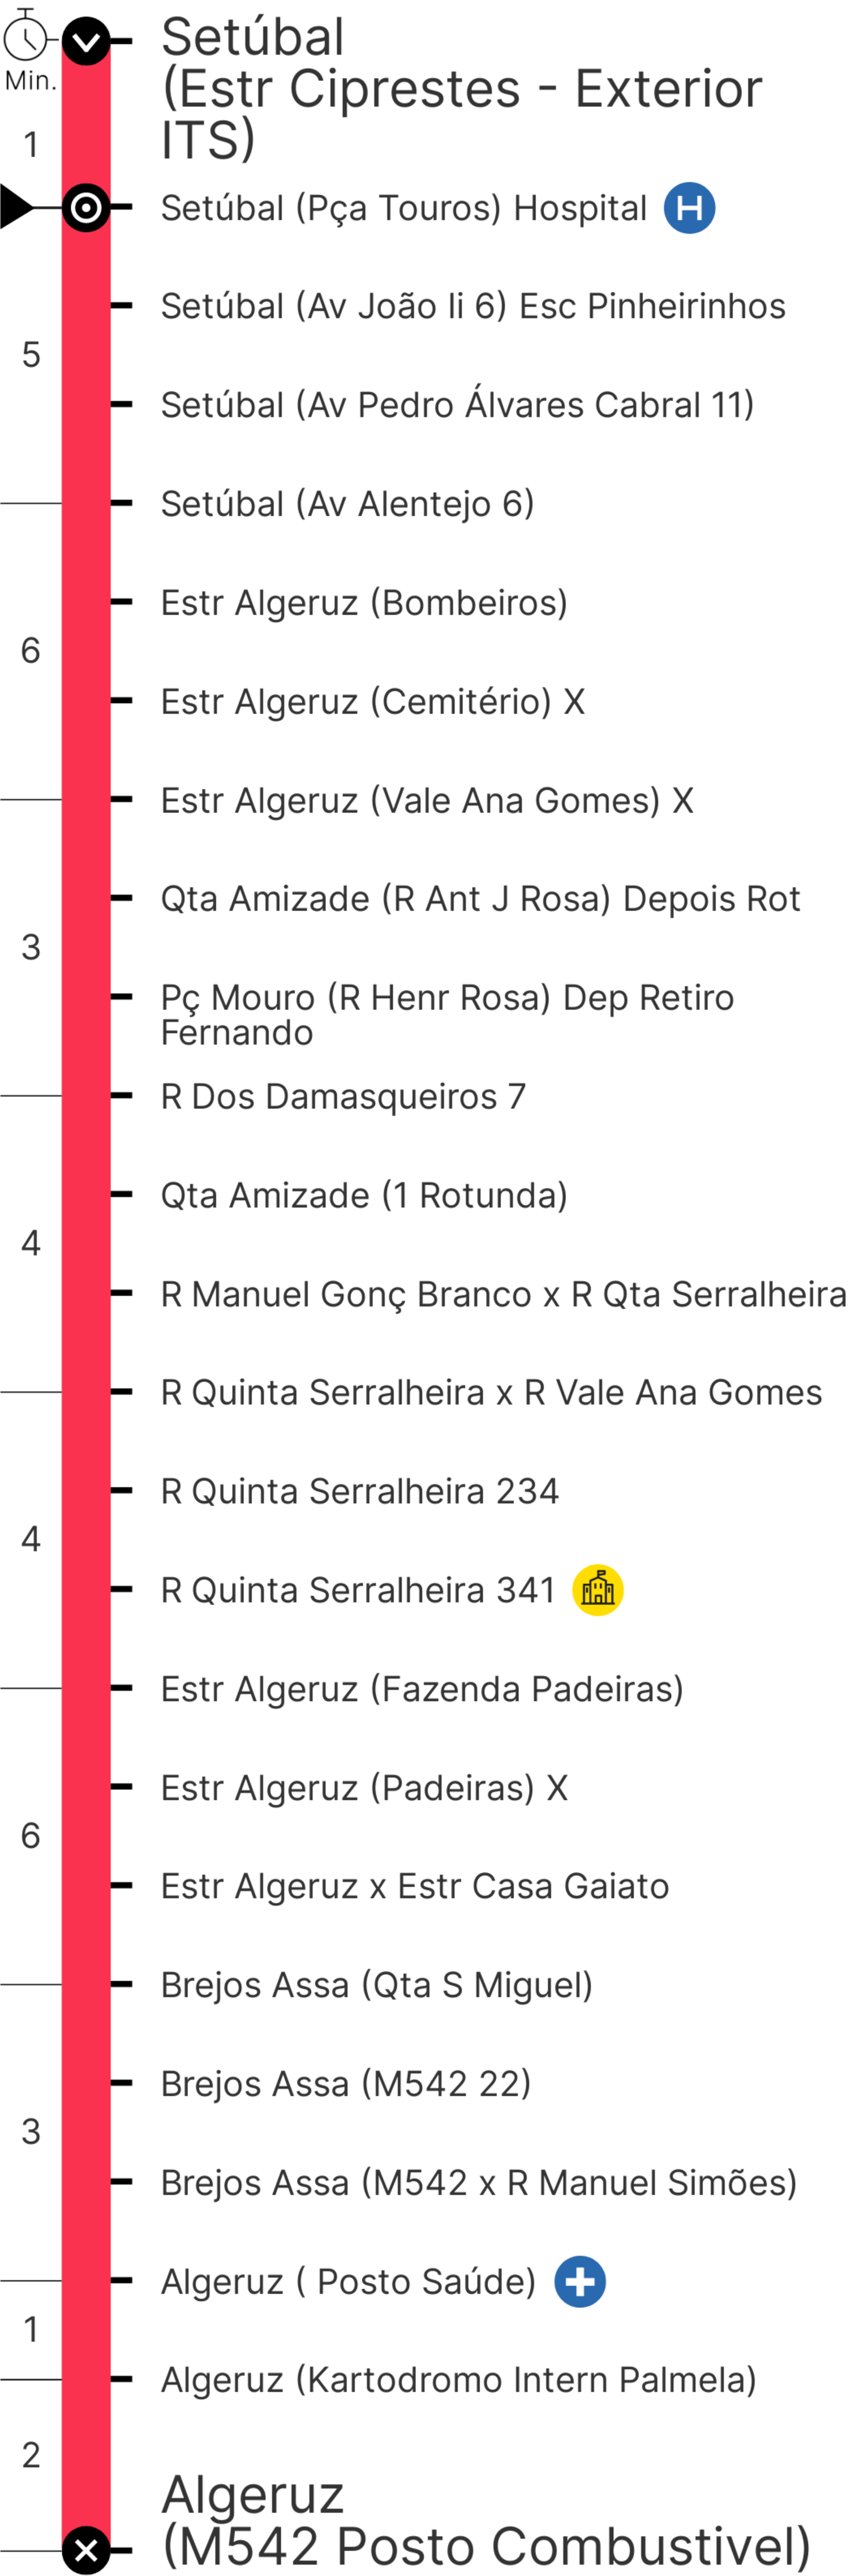 Setúbal
(Estr Ciprestes - Exterior
ITS)
Min.
1
Setúbal (Pça Touros) Hospital H
Setúbal (Av João Ii 6) Esc Pinheirinhos
5
Setúbal (Av Pedro Álvares Cabral 11)
Setúbal (Av Alentejo 6)
Estr Algeruz (Bombeiros)
6
Estr Algeruz (Cemitério) X
Estr Algeruz (Vale Ana Gomes) X
Qta Amizade (R Ant J Rosa) Depois Rot
3
Pç Mouro (R Henr Rosa) Dep Retiro
Fernando
R Dos Damasqueiros 7
Qta Amizade (1 Rotunda)
4
R Manuel Gonç Branco x R Qta Serralheira
R Quinta Serralheira x R Vale Ana Gomes
R Quinta Serralheira 234
4
R Quinta Serralheira 341
Estr Algeruz (Fazenda Padeiras)
Estr Algeruz (Padeiras) X
6
Estr Algeruz x Estr Casa Gaiato
Brejos Assa (Qta S Miguel)
Brejos Assa (M542 22)
3
Brejos Assa (M542 x R Manuel Simões)
Algeruz ( Posto Saúde)
1
Algeruz (Kartodromo Intern Palmela)
2
Algeruz
(M542 Posto Combustivel)